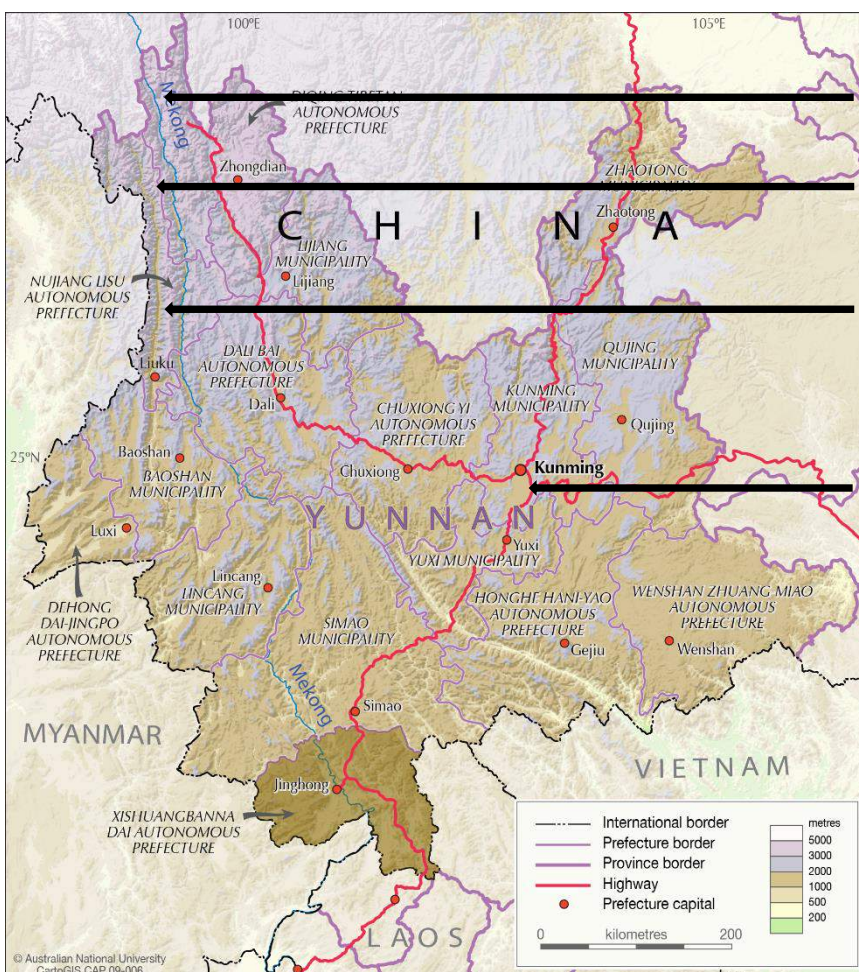 100°E
105°E
Mekong
DIQING TIBETAN
AUTONOMOUS
PREFECTURE
Zhongdian
ZHAOTONG
MUNICIPALITY
Zhaotong
CHINA
LIJIANG
MUNICIPALITY
Lijiang
NUJIANG LISU
AUTONOMOUS
PREFECTURE
QUJING
MUNICIPALITY
DALI BAI
AUTONOMOUS
PREFECTURE
Liuku
Dali
CHUXIONG YI
AUTONOMOUS
PREFECTURE
KUNMING
MUNICIPALITY
Qujing
25°N
Baoshan
BAOSHAN
MUNICIPALITY
Chuxiong
Kunming
YUNNAN
Luxi
Yuxi
YUXI MUNICIPALITY
Lincang
LINCANG
MUNICIPALITY
DEHONG
DAI-JINGPO
AUTONOMOUS
PREFECTURE
SIMAO
MUNICIPALITY
HONGHE HANI-YAO
AUTONOMOUS
PREFECTURE
Gejiu
WENSHAN ZHUANG MIAO
AUTONOMOUS
PREFECTURE
Wenshan
Mekong
Simao
MYANMAR
VIETNAM
Jinghong
XISHUANGBANNA
DAI AUTONOMOUS
PREFECTURE
LAOS
International border
Prefecture border
Province border
Highway
Prefecture capital
0 kilometres 200
metres
5000
3000
2000
1000
500
200
© Australian National University
CartoGIS CAP 09-006